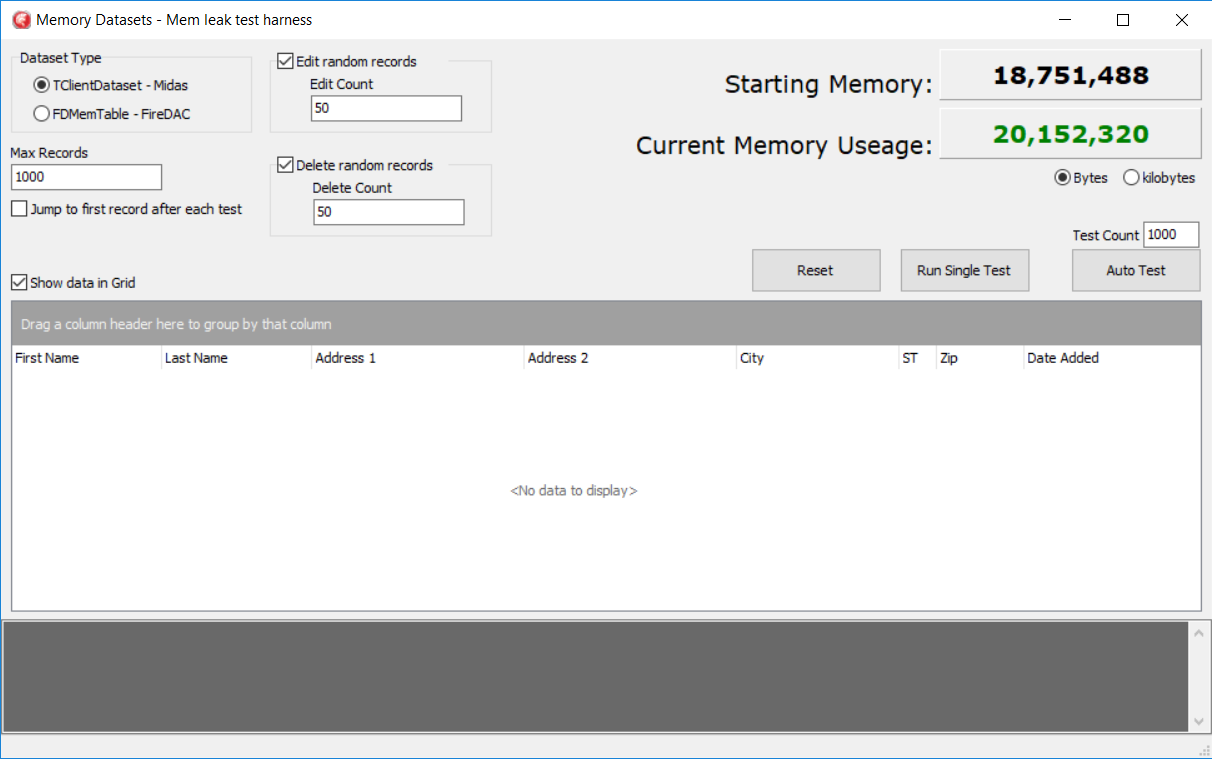 Memory Datasets - Mem leak test harness
Dataset Type
TClientDataset - Midas
FDMemTable - FireDAC
Max Records
1000
Jump to first record after each test
Show data in Grid
Edit random records
Edit Count
50
Delete random records
Delete Count
50
Starting Memory: 18,751,488
Current Memory Useage: 20,152,320
Bytes kilobytes
Test Count 1000
Reset Run Single Test Auto Test
Drag a column header here to group by that column
First Name Last Name Address 1 Address 2 City ST Zip Date Added
<No data to display>